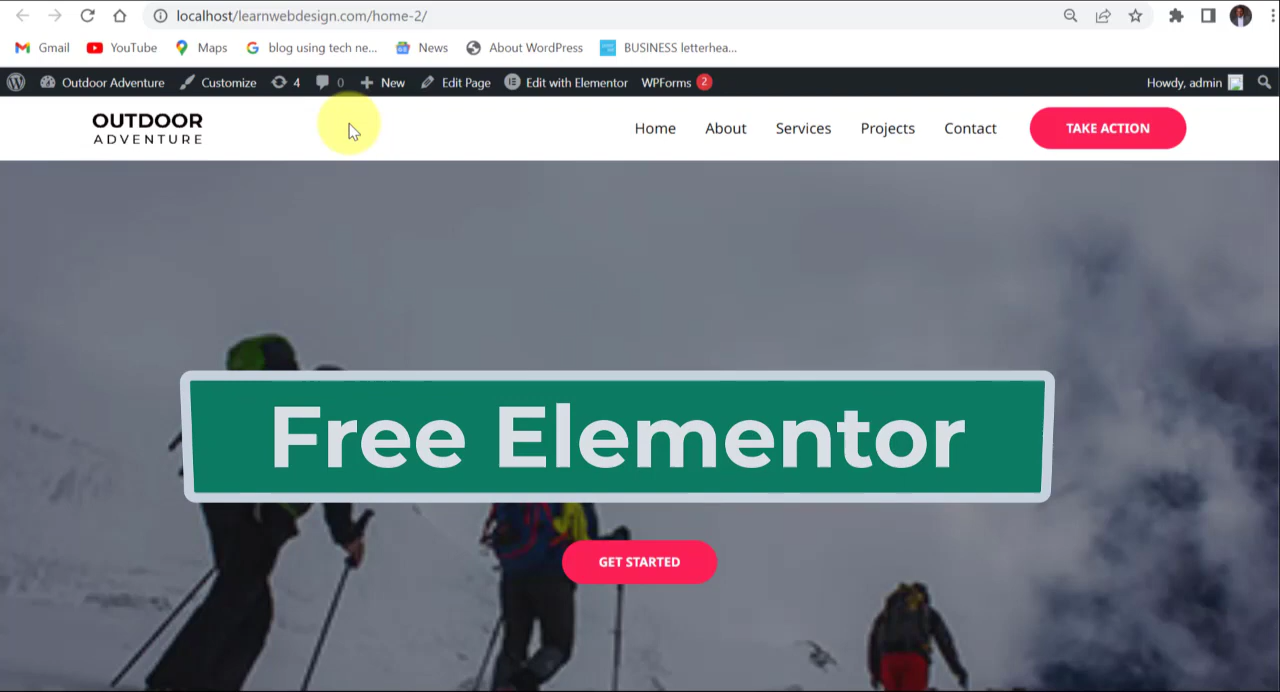 localhost/learnwebdesign.com/home-2/
Gmail YouTube Maps blog using tech ne... News About WordPress BUSINESS letterhea...
Outdoor Adventure Customize 4 0 New Edit Page Edit with Elementor WPForms 2 Howdy, admin
OUTDOOR
ADVENTURE
Home About Services Projects Contact TAKE ACTION
Free Elementor
GET STARTED